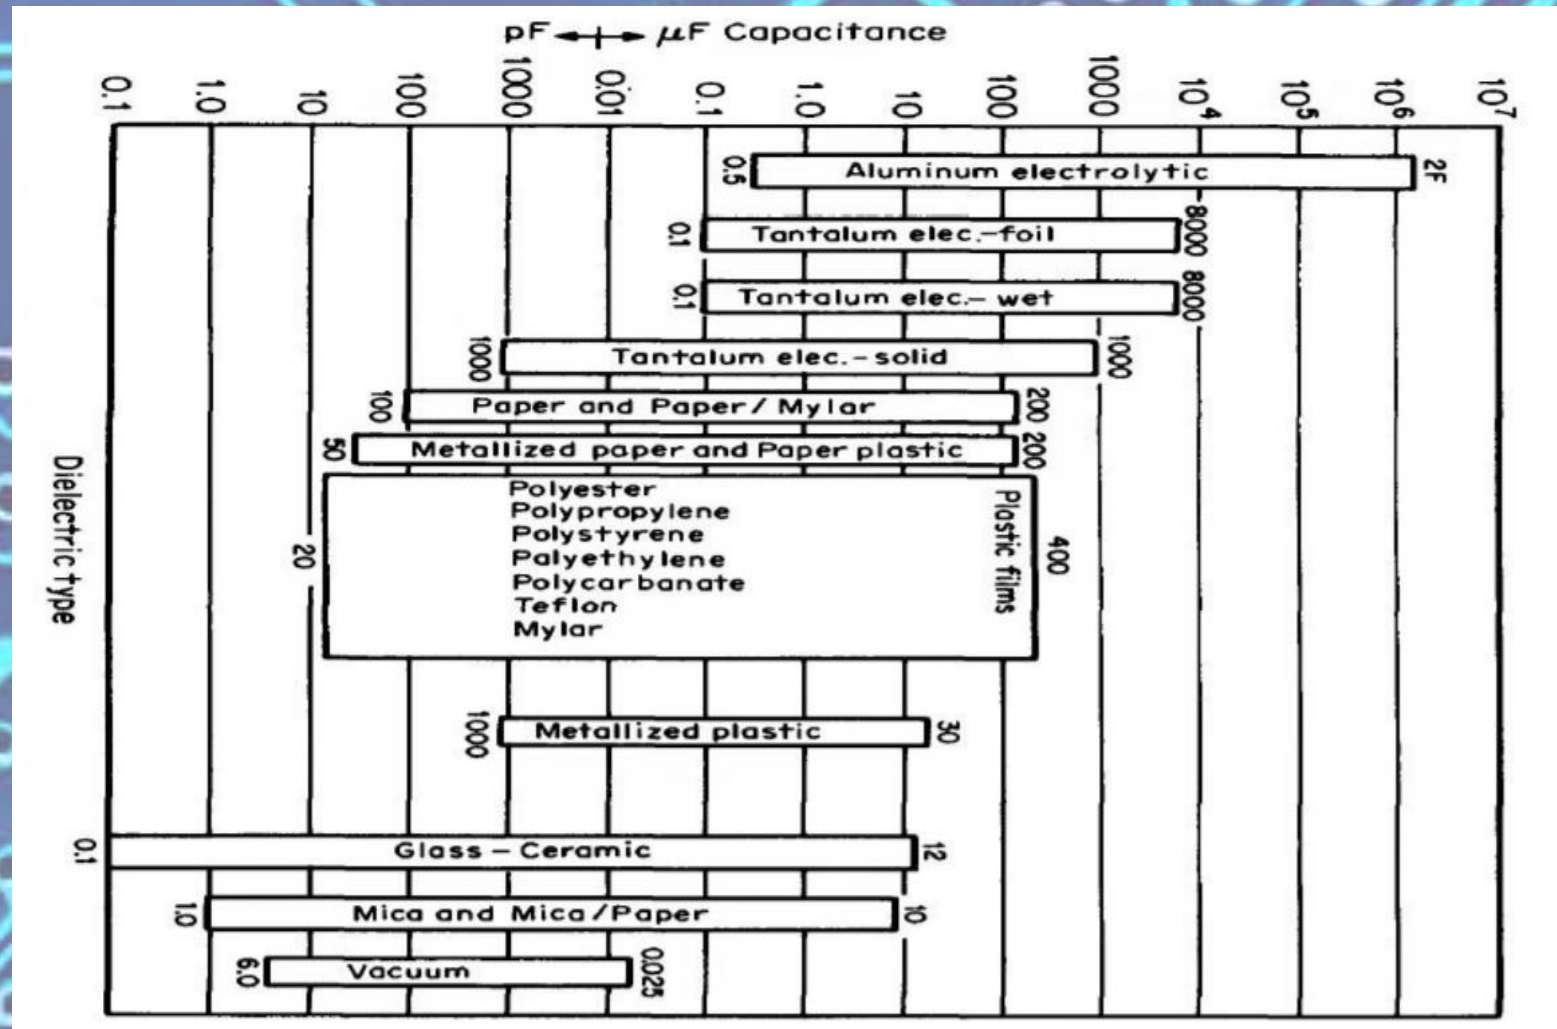 pF ↔ μF Capacitance
0.1 1.0 10 100 1000 0.01 0.1 1.0 10 100 1000 10⁴ 10⁵ 10⁶ 10⁷
0.5 Aluminum electrolytic 2F
0.1 Tantalum elec.-foil 8000
0.1 Tantalum elec.- wet 8000
1000 Tantalum elec.-solid 1000
100 Paper and Paper/Mylar 200
50 Metallized paper and Paper plastic 200
Dielectric type
20
Polyester
Polypropylene
Polystyrene
Palyethylene
Polycarbanate
Teflon
Mylar
Plastic films
400
1000 Metallized plastic 30
0.1 Glass – Ceramic 12
1.0 Mica and Mica/Paper 10
6.0 Vacuum 0.025